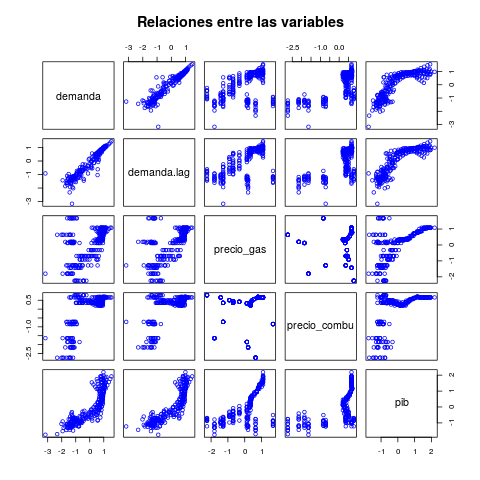 Relaciones entre las variables
-3 -2 -1 0 1
-2.5 -1.0 0.0
demanda
-3 -1 0 1
demanda.lag
-3 -1 0 1
precio_gas
-2 -1 0 1
precio_combu
-2.5 -1.0 0.5
pib
-1 0 1 2
-3 -2 -1 0 1
-2 -1 0 1
-1 0 1 2